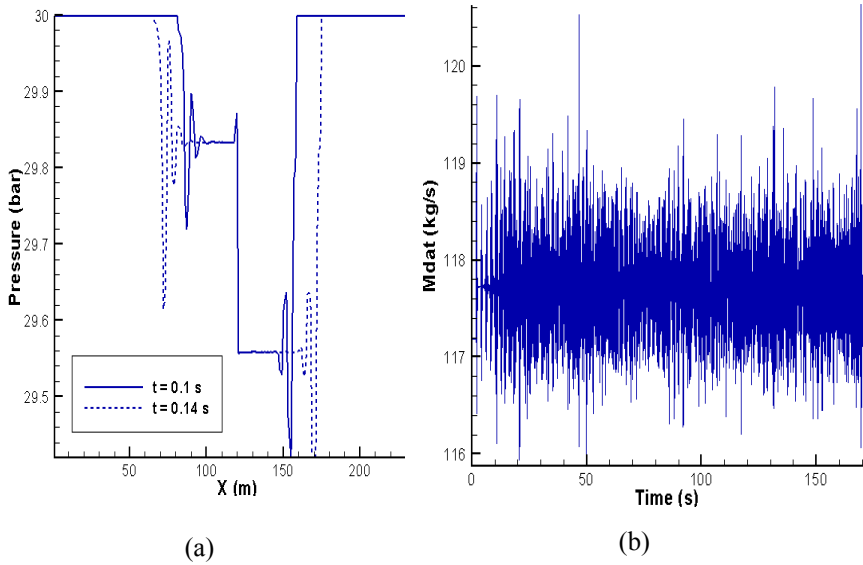 30
29.9
29.8
29.7
29.6
29.5
Pressure (bar)
t = 0.1 s
t = 0.14 s
50
100
150
200
X (m)
(a)
120
119
118
117
116
Mdat (kg/s)
0
50
100
150
Time (s)
(b)